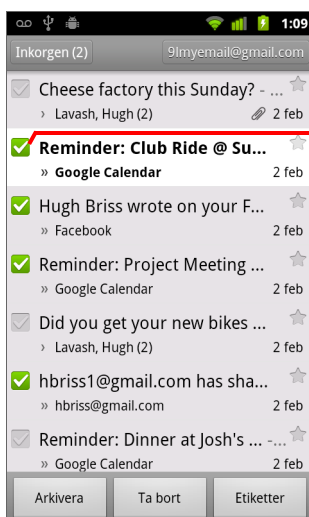 1:09
Inkorgen (2) 9lmyemail@gmail.com
Cheese factory this Sunday? - ...
› Lavash, Hugh (2) 2 feb
Reminder: Club Ride @ Su...
» Google Calendar 2 feb
Hugh Briss wrote on your F...
» Facebook 2 feb
Reminder: Project Meeting ...
» Google Calendar 2 feb
Did you get your new bikes ...
› Lavash, Hugh (2) 2 feb
hbriss1@gmail.com has sha...
» hbriss@gmail.com 2 feb
Reminder: Dinner at Josh's ... -...
» Google Calendar 2 feb
Arkivera Ta bort Etiketter